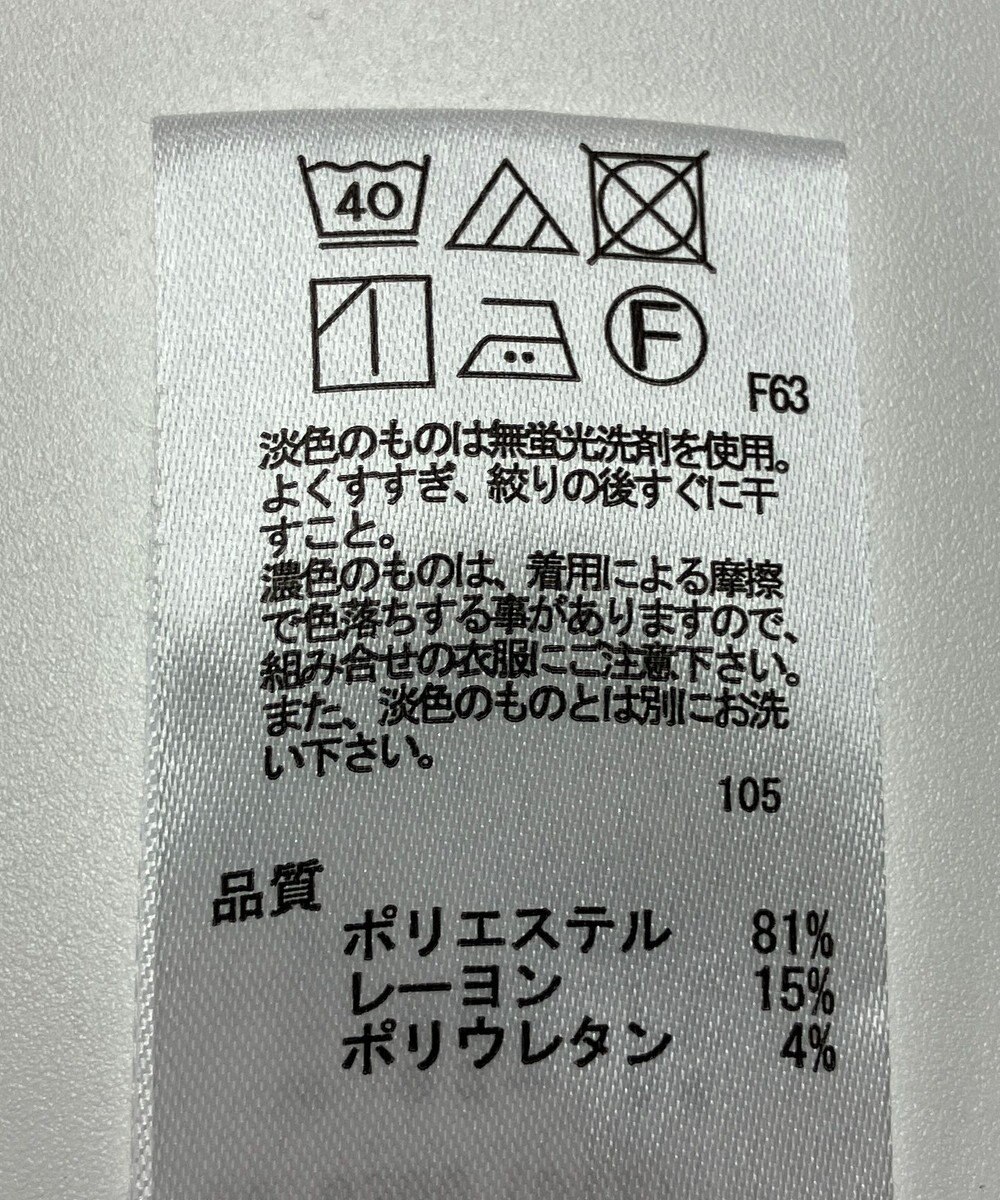 40
F
F63
淡色のものは無蛍光洗剤を使用。
よくすすぎ、絞りの後すぐに干
すこと。
濃色のものは、着用による摩擦
で色落ちする事がありますので、
組み合せの衣服にご注意下さい。
また、淡色のものとは別にお洗
い下さい。
105
品質
ポリエステル 81%
レーヨン 15%
ポリウレタン 4%